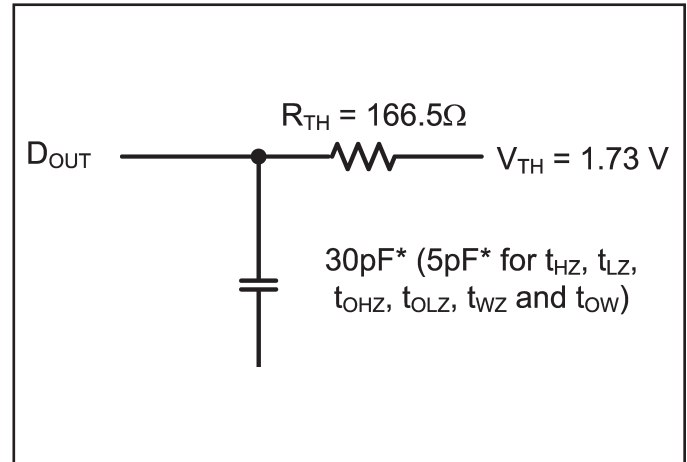 R_TH = 166.5Ω
D_OUT
V_TH = 1.73 V
30pF* (5pF* for t_HZ, t_LZ,
t_OHZ, t_OLZ, t_WZ and t_OW)